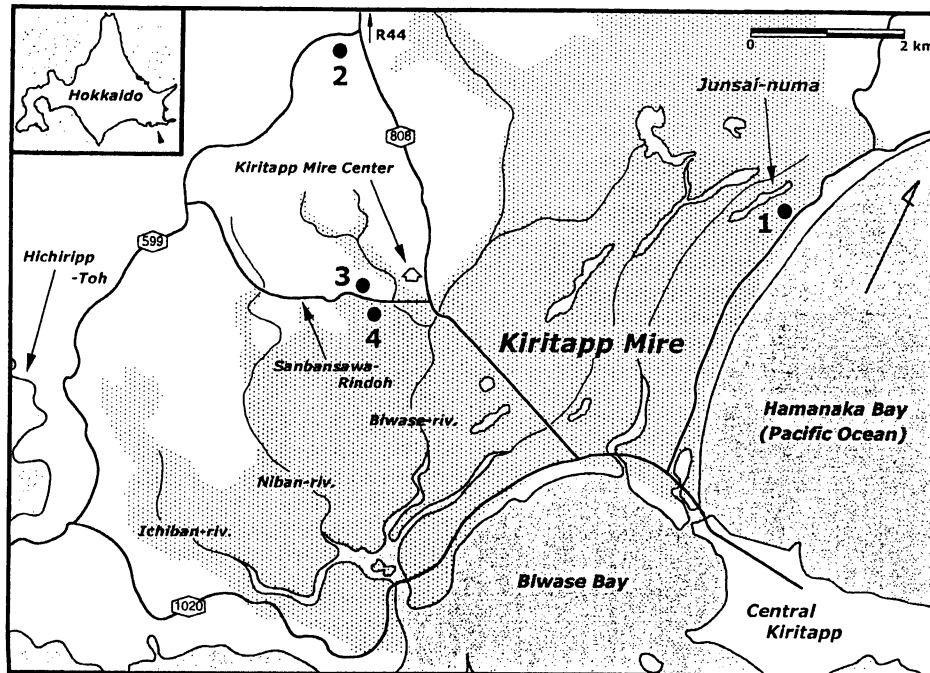 Hokkaido
R44
2
808
0 2 km
Junsai-numa
Kiritapp Mire Center
1
599
Hichiripp
-Toh
3
4
Kiritapp Mire
Sanbansawa-
Rindoh
Biwase-riv.
Hamanaka Bay
(Pacific Ocean)
Niban-riv.
Ichiban-riv.
Biwase Bay
1020
Central
Kiritapp